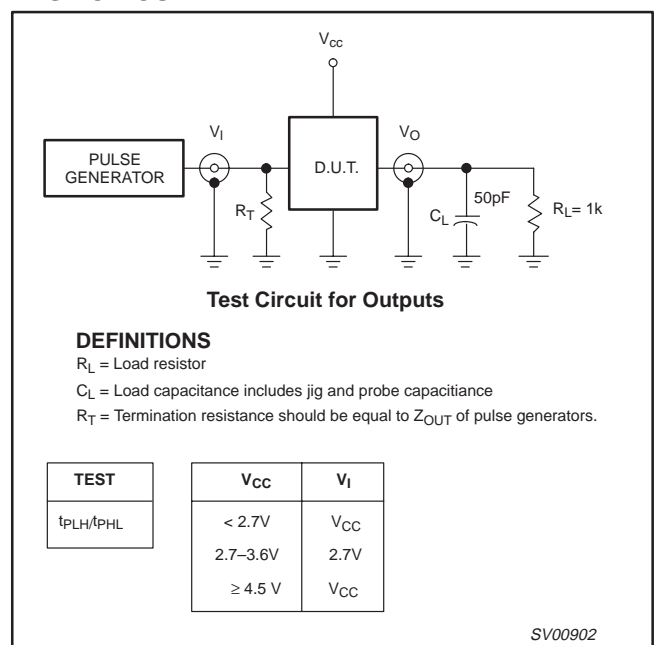 Vcc
VI
VO
PULSE
GENERATOR
D.U.T.
RT
50pF
CL
RL= 1k
Test Circuit for Outputs
DEFINITIONS
RL = Load resistor
CL = Load capacitance includes jig and probe capacitiance
RT = Termination resistance should be equal to ZOUT of pulse generators.
TEST
tPLH/tPHL
VCC VI
< 2.7V VCC
2.7–3.6V 2.7V
≥ 4.5 V VCC
SV00902